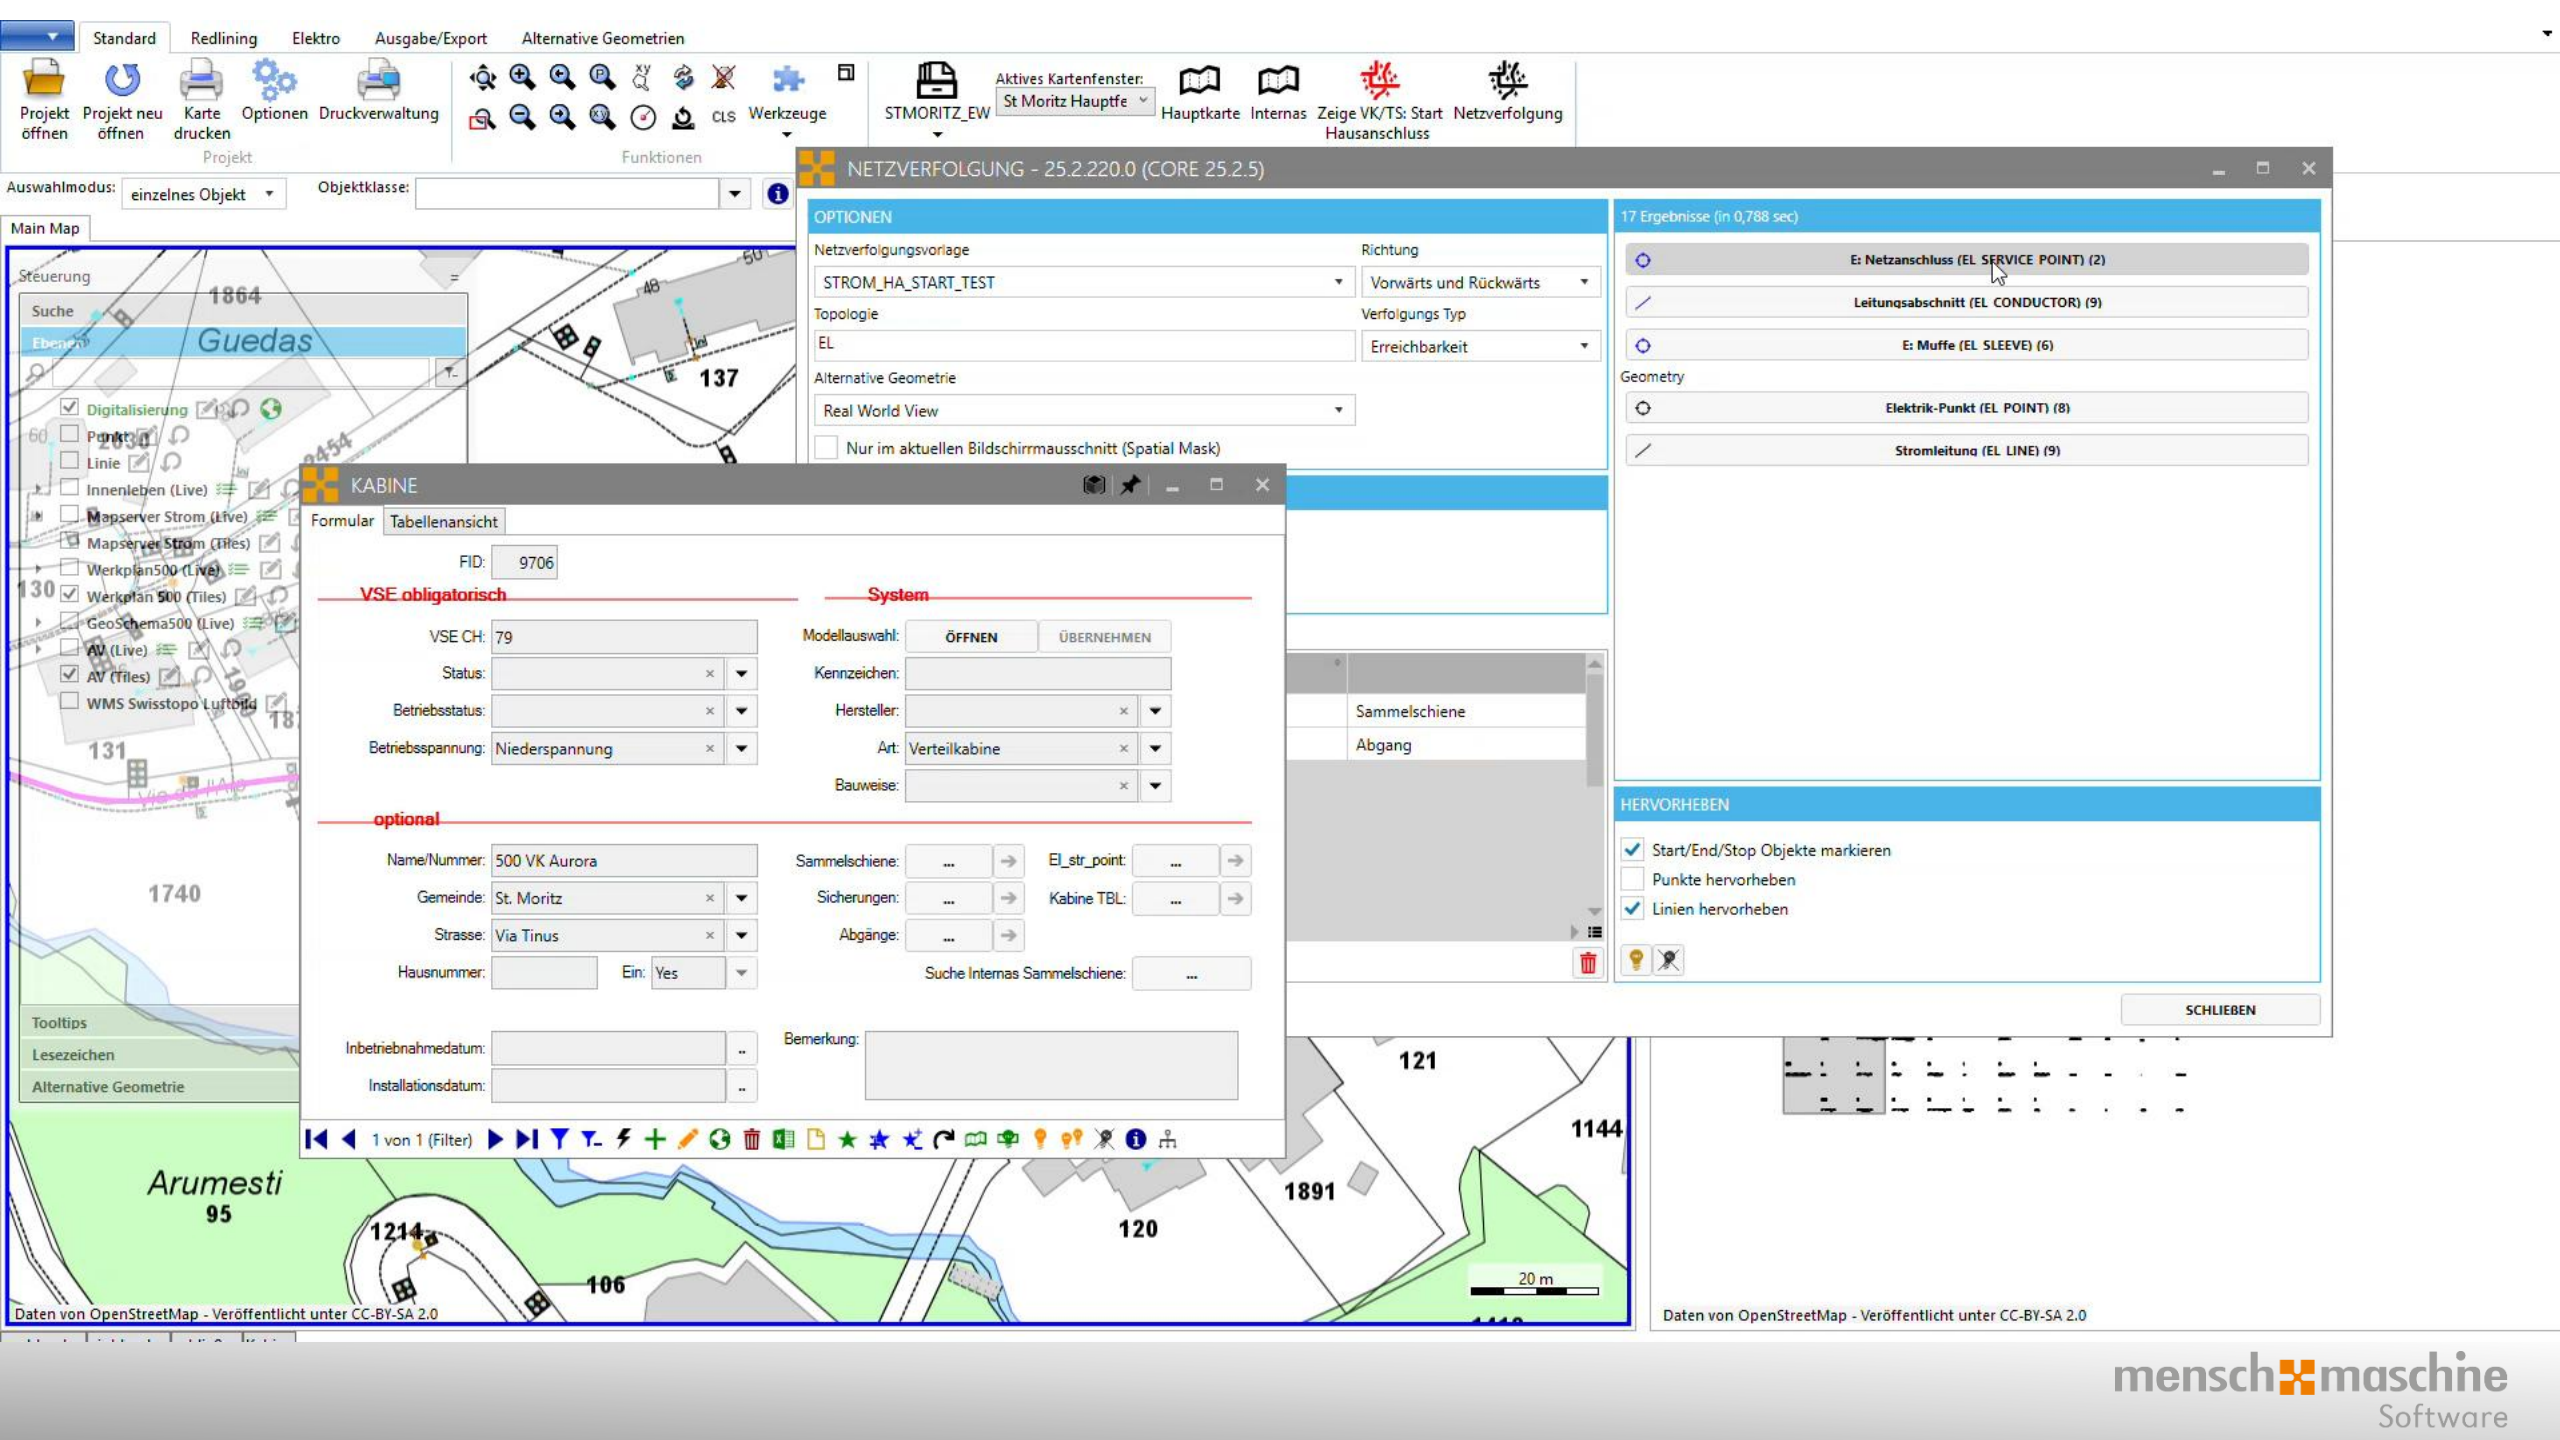 Standard Redlining Elektro Ausgabe/Export Alternative Geometrien
Projekt öffnen
Projekt neu öffnen
Karte drucken
Optionen
Druckverwaltung
Projekt
CLS
Werkzeuge
Funktionen
STMORITZ_EW
Aktives Kartenfenster:
St Moritz Hauptfe
Hauptkarte
Internas
Zeige VK/TS: Start Hausanschluss
Netzverfolgung
Auswahlmodus: einzelnes Objekt
Objektklasse:
Main Map
Steuerung
Suche
Ebenen
Digitalisierung
Punkt
Linie
Innenleben (Live)
Mapserver Strom (Live)
Mapserver Strom (Tiles)
Werkplan500 (Live)
Werkplan 500 (Tiles)
GeoSchema500 (Live)
AV (Live)
AV (Tiles)
WMS Swisstopo Luftbild
Tooltips
Lesezeichen
Alternative Geometrie
1864
Guedas
48
50
137
60
2030
130
131
1740
Arumesti
95
1214
106
120
121
1891
1144
20 m
Daten von OpenStreetMap - Veröffentlicht unter CC-BY-SA 2.0
Daten von OpenStreetMap - Veröffentlicht unter CC-BY-SA 2.0
NETZVERFOLGUNG - 25.2.220.0 (CORE 25.2.5)
OPTIONEN
Netzverfolgungsvorlage
STROM_HA_START_TEST
Richtung
Vorwärts und Rückwärts
Topologie
EL
Verfolgungs Typ
Erreichbarkeit
Alternative Geometrie
Real World View
Nur im aktuellen Bildschirrmausschnitt (Spatial Mask)
Sammelschiene
Abgang
17 Ergebnisse (in 0,788 sec)
E: Netzanschluss (EL SERVICE POINT) (2)
Leitungsabschnitt (EL CONDUCTOR) (9)
E: Muffe (EL SLEEVE) (6)
Geometry
Elektrik-Punkt (EL POINT) (8)
Stromleitung (EL LINE) (9)
HERVORHEBEN
Start/End/Stop Objekte markieren
Punkte hervorheben
Linien hervorheben
SCHLIEßEN
KABINE
Formular Tabellenansicht
FID: 9706
VSE obligatorisch
VSE CH: 79
Status:
Betriebsstatus:
Betriebsspannung: Niederspannung
System
Modellauswahl: ÖFFNEN ÜBERNEHMEN
Kennzeichen:
Hersteller:
Art: Verteilkabine
Bauweise:
optional
Name/Nummer: 500 VK Aurora
Gemeinde: St. Moritz
Strasse: Via Tinus
Hausnummer: Ein: Yes
Sammelschiene: ... El_str_point: ...
Sicherungen: ... Kabine TBL: ...
Abgänge: ...
Suche Internas Sammelschiene: ...
Inbetriebnahmedatum: ..
Installationsdatum: ..
Bemerkung:
1 von 1 (Filter)
mensch maschine
Software